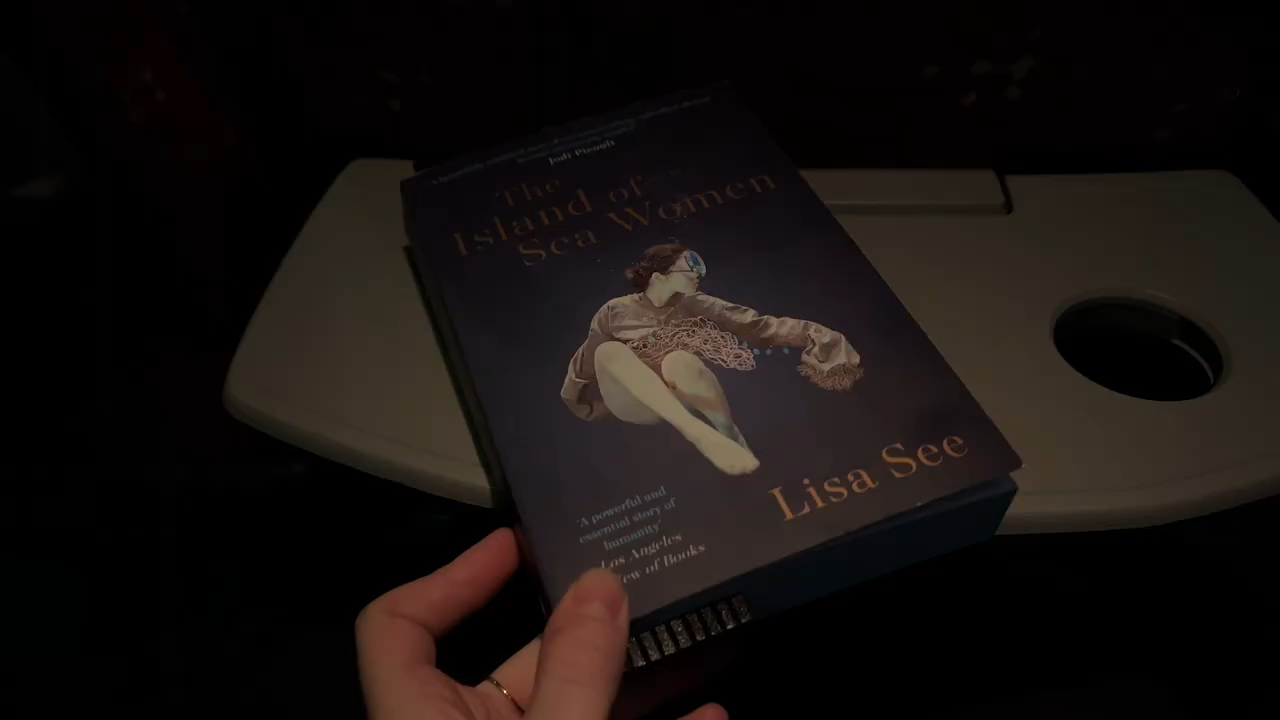 Jodi Picoult
The
Island of
Sea Women
Lisa See
'A powerful and
essential story of
humanity'
Los Angeles
of Books